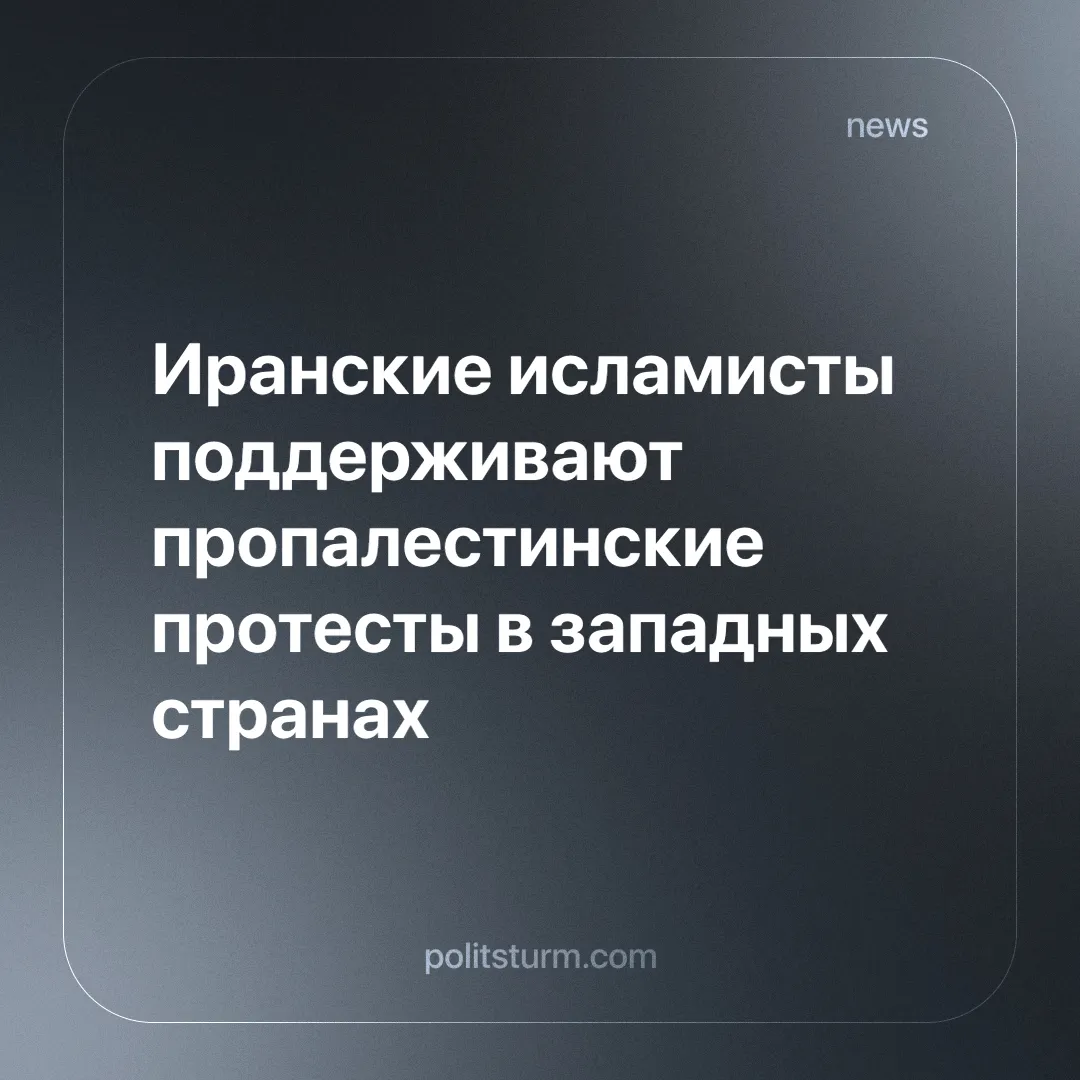 news
Иранские исламисты
поддерживают
пропалестинские
протесты в западных
странах
politsturm.com